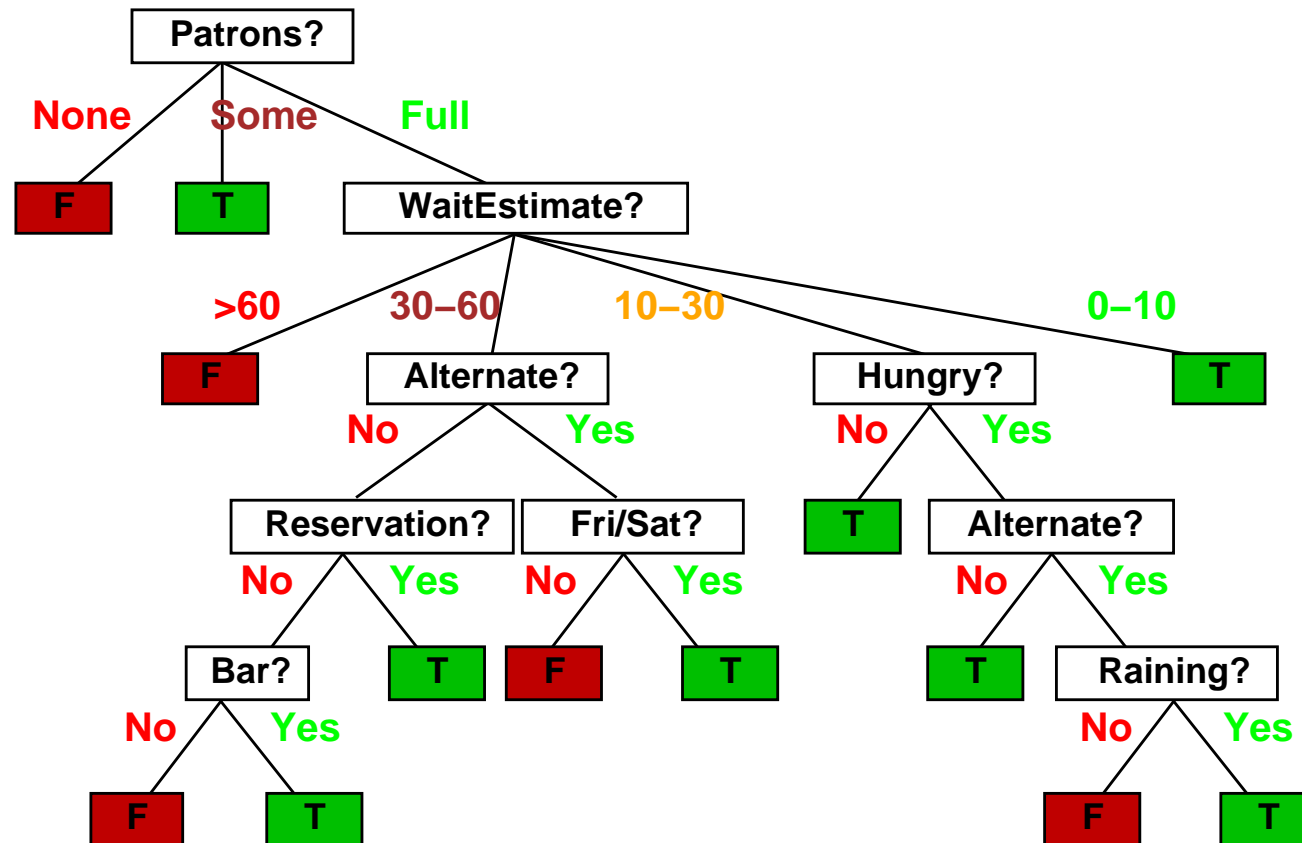 Patrons?
None Some Full
F T WaitEstimate?
>60 30–60 10–30 0–10
F Alternate? Hungry? T
No Yes No Yes
Reservation? Fri/Sat? T Alternate?
No Yes No Yes No Yes
Bar? T F T T Raining?
No Yes No Yes
F T F T